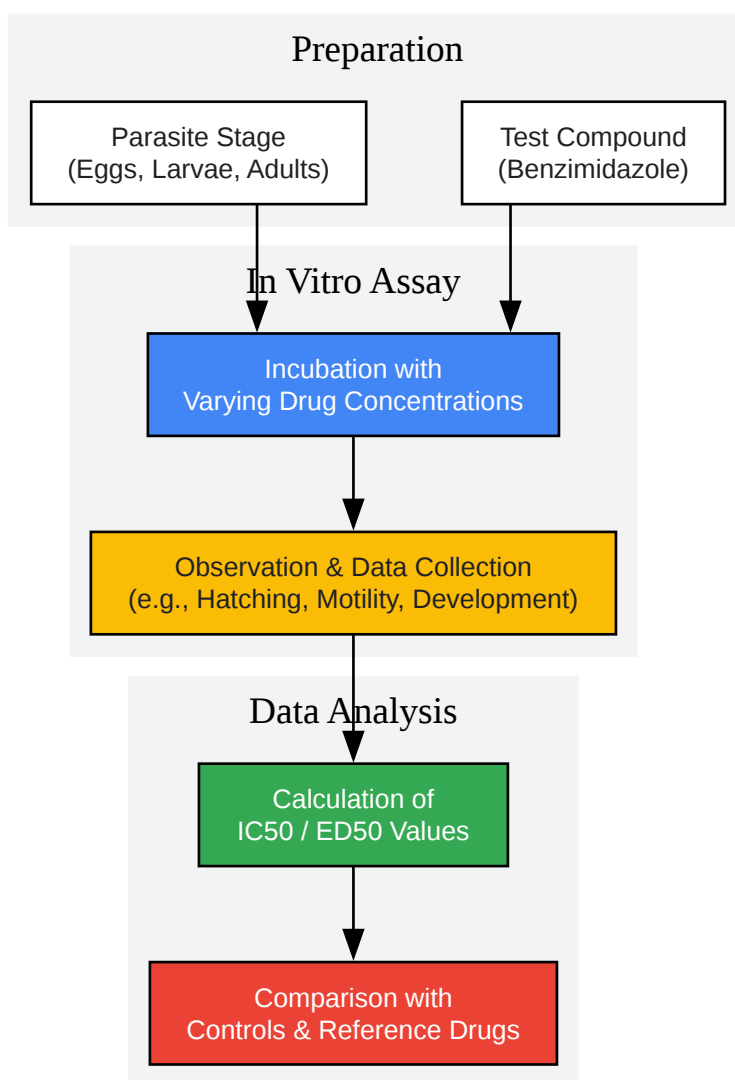 Preparation
Parasite Stage
(Eggs, Larvae, Adults)
Test Compound
(Benzimidazole)
In Vitro Assay
Incubation with
Varying Drug Concentrations
Observation & Data Collection
(e.g., Hatching, Motility, Development)
Data Analysis
Calculation of
IC50 / ED50 Values
Comparison with
Controls & Reference Drugs